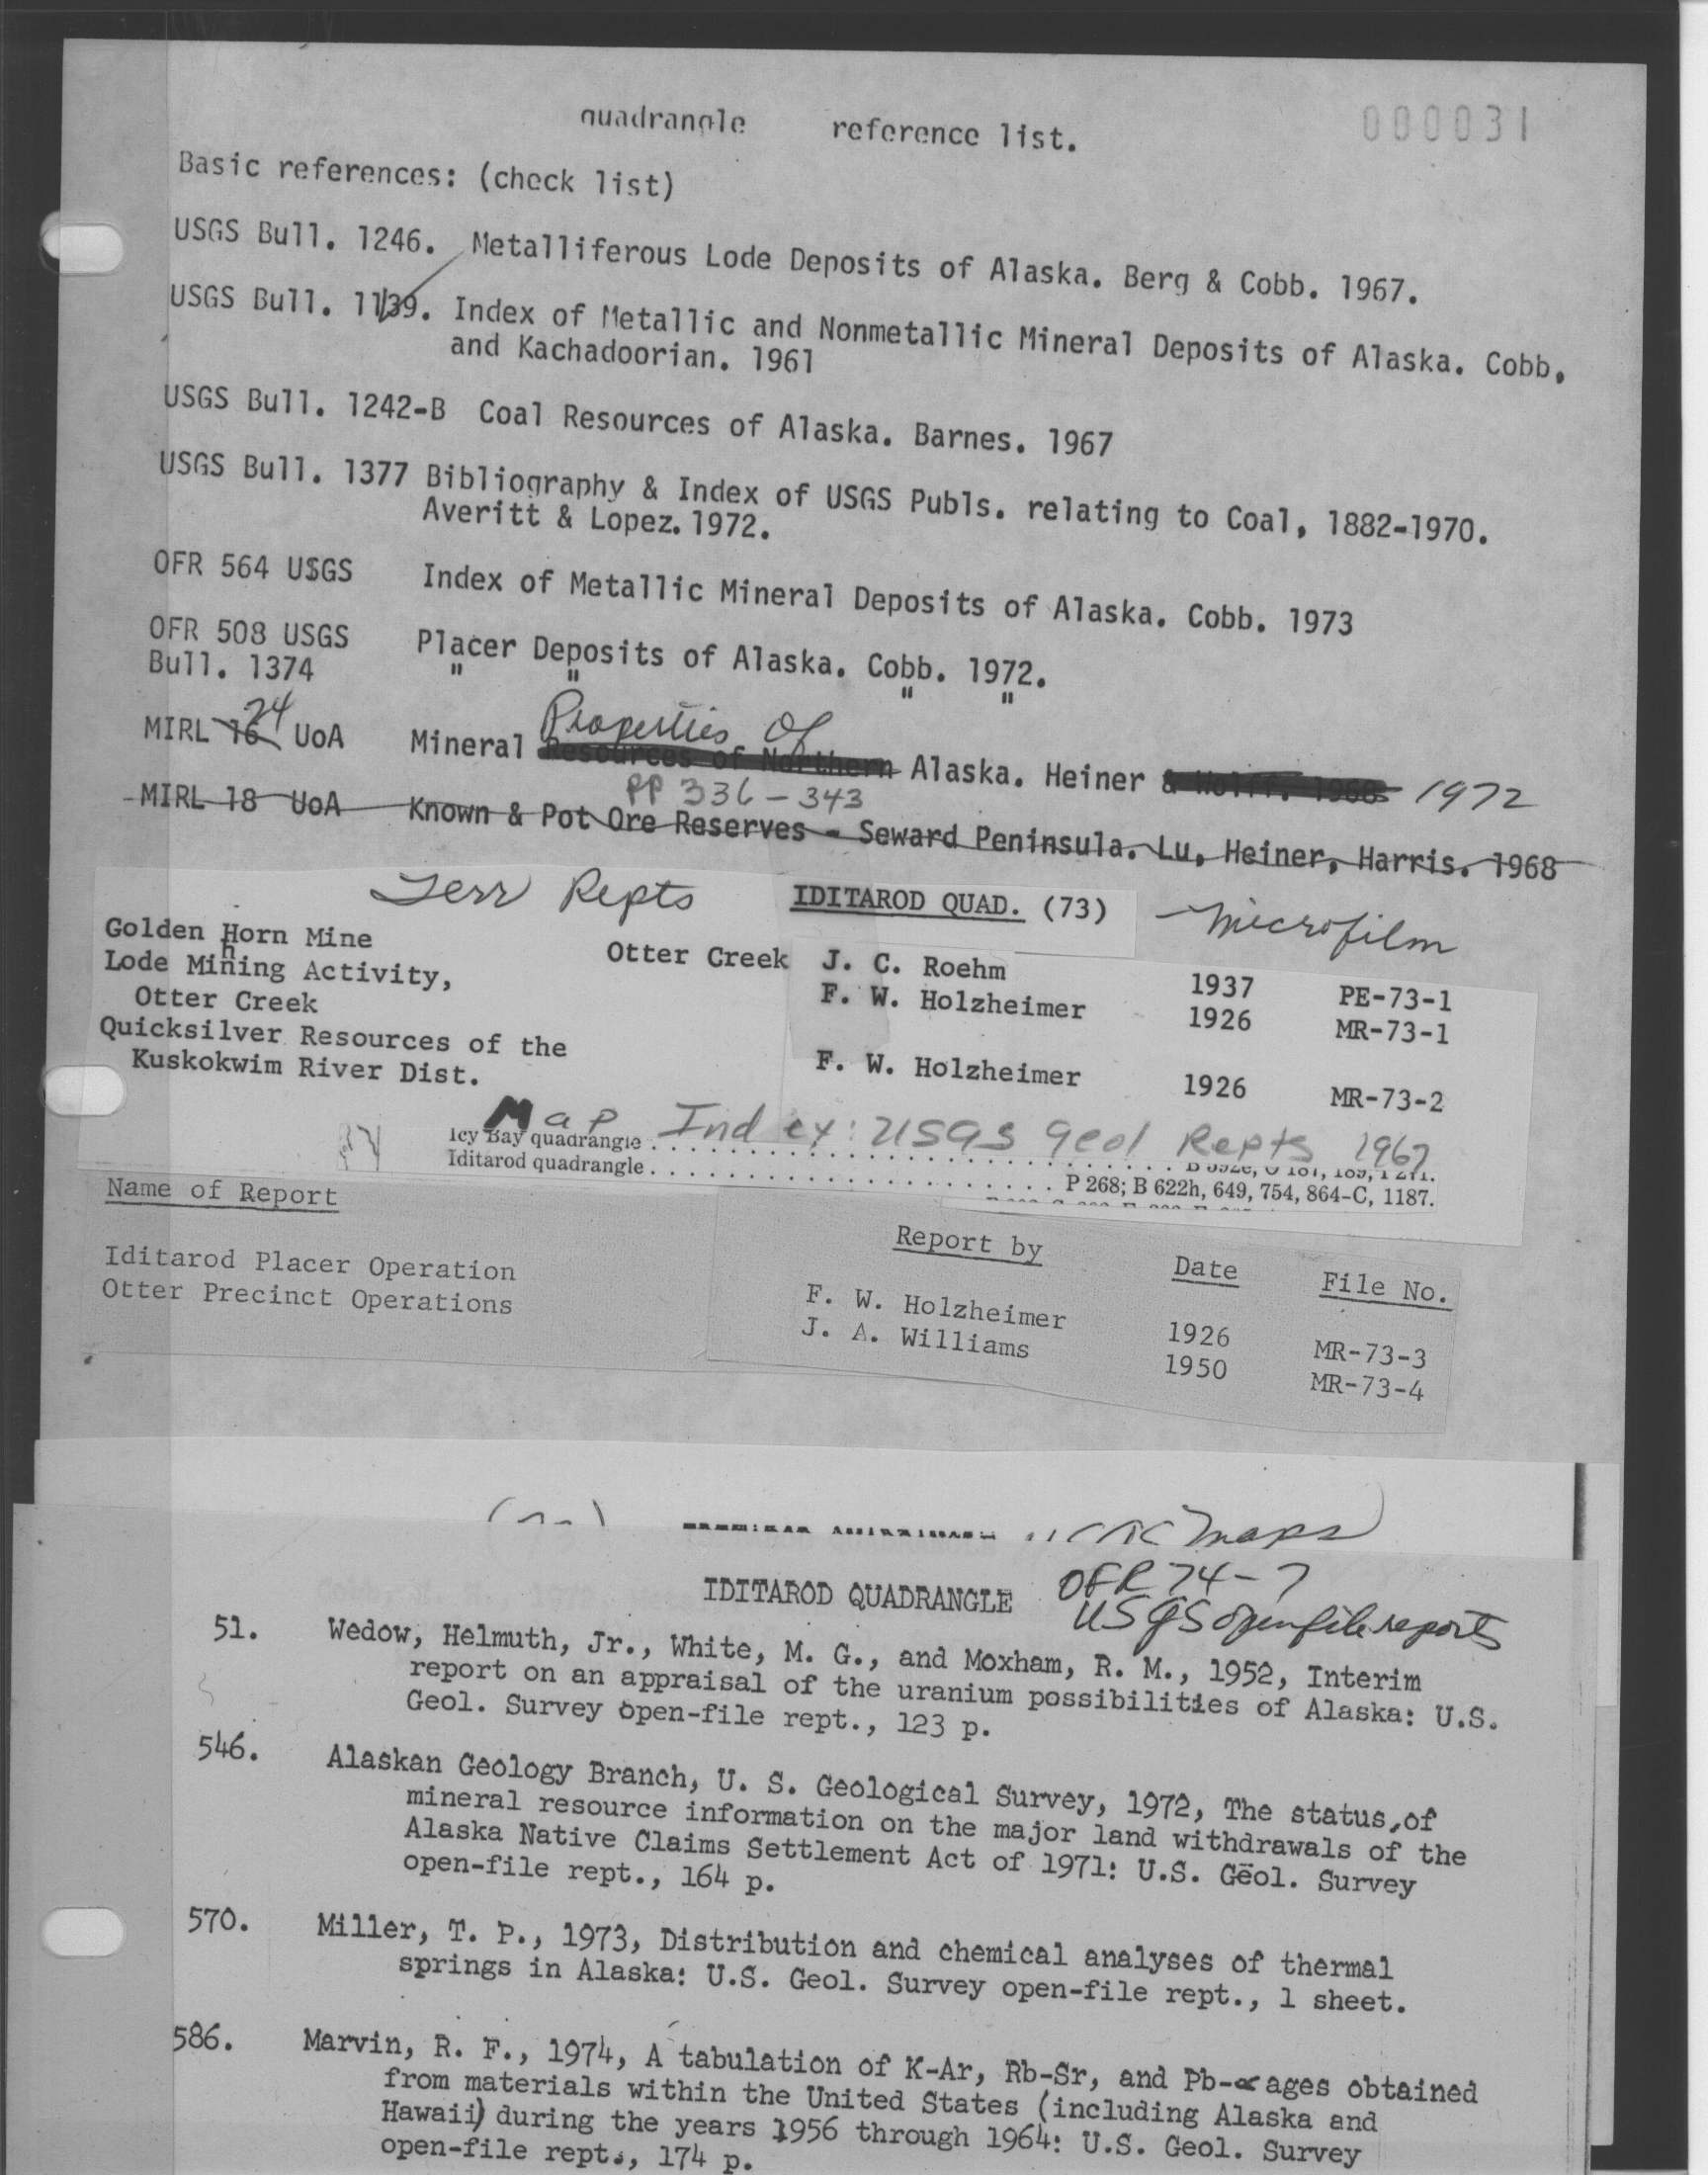 quadrangle reference list. 000031
Basic references: (check list)
USGS Bull. 1246. Metalliferous Lode Deposits of Alaska. Berg & Cobb. 1967.
USGS Bull. 1139. Index of Metallic and Nonmetallic Mineral Deposits of Alaska. Cobb,
and Kachadoorian. 1961
USGS Bull. 1242-B Coal Resources of Alaska. Barnes. 1967
USGS Bull. 1377 Bibliography & Index of USGS Publs. relating to Coal, 1882-1970.
Averitt & Lopez. 1972.
OFR 564 USGS Index of Metallic Mineral Deposits of Alaska. Cobb. 1973
OFR 508 USGS Placer Deposits of Alaska. Cobb. 1972.
Bull. 1374 " " " "
24 Properties of
MIRL 16 UoA Mineral Resources of Northern Alaska. Heiner & Wolff. 1968 1972
PP 336-343
MIRL 18 UoA Known & Pot Ore Reserves - Seward Peninsula. Lu, Heiner, Harris. 1968
Terr Repts IDITAROD QUAD. (73) microfilm
Golden Horn Mine Otter Creek J. C. Roehm 1937 PE-73-1
Lode Mining Activity, F. W. Holzheimer 1926 MR-73-1
Otter Creek
Quicksilver Resources of the
Kuskokwim River Dist. F. W. Holzheimer 1926 MR-73-2
Map Index: USGS Geol Repts 1967
Icy Bay quadrangle
Iditarod quadrangle . . . . . . . . . . . . . . . . . . . P 268; B 622h, 649, 754, 864-C, 1187.
Name of Report Report by Date File No.
Iditarod Placer Operation F. W. Holzheimer 1926 MR-73-3
Otter Precinct Operations J. A. Williams 1950 MR-73-4
maps
IDITAROD QUADRANGLE OFR 74-7
USGS open file reports
51. Wedow, Helmuth, Jr., White, M. G., and Moxham, R. M., 1952, Interim
report on an appraisal of the uranium possibilities of Alaska: U.S.
Geol. Survey open-file rept., 123 p.
546. Alaskan Geology Branch, U. S. Geological Survey, 1972, The status of
mineral resource information on the major land withdrawals of the
Alaska Native Claims Settlement Act of 1971: U.S. Geol. Survey
open-file rept., 164 p.
570. Miller, T. P., 1973, Distribution and chemical analyses of thermal
springs in Alaska: U.S. Geol. Survey open-file rept., 1 sheet.
586. Marvin, R. F., 1974, A tabulation of K-Ar, Rb-Sr, and Pb-α ages obtained
from materials within the United States (including Alaska and
Hawaii) during the years 1956 through 1964: U.S. Geol. Survey
open-file rept., 174 p.